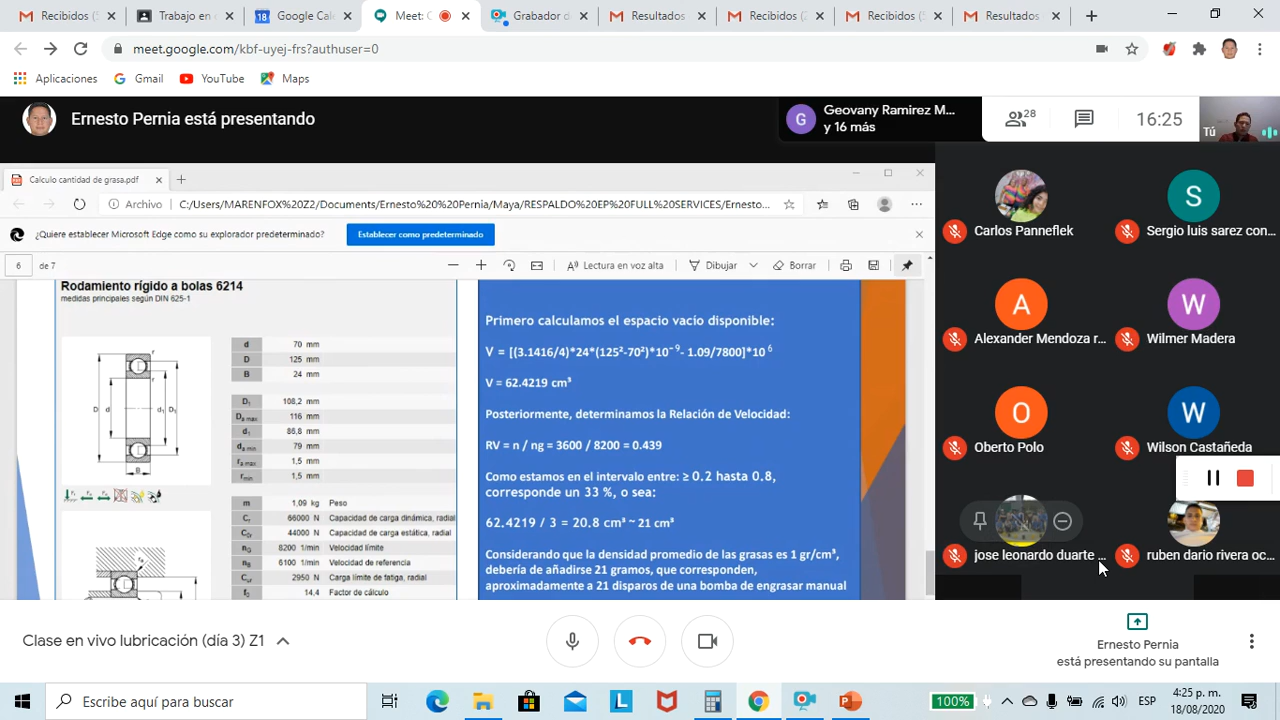 Recibidos (5
Trabajo en
Google Cal
Meet: C
Grabador d
Resultados
Recibidos (2
Recibidos (
Resultados
meet.google.com/kbf-uyej-frs?authuser=0
Aplicaciones
Gmail
YouTube
Maps
Ernesto Pernia está presentando
G
Geovany Ramirez M...
y 16 más
28
16:25
Tú
Calculo cantidad de grasa.pdf
Archivo
C:/Users/MARENFOX%20Z2/Documents/Ernesto%20%20Pernia/Maya/RESPALDO%20EP%20FULL%20SERVICES/Ernesto...
¿Quiere establecer Microsoft Edge como su explorador predeterminado?
Establecer como predeterminado
6 de 7
Lectura en voz alta
Dibujar
Borrar
Rodamiento rígido a bolas 6214
medidas principales según DIN 625-1
D d d1 D1
r
B
d 70 mm
D 125 mm
B 24 mm
D1 108,2 mm
Da max 116 mm
d1 86,8 mm
da min 79 mm
ra max 1,5 mm
rmin 1,5 mm
m 1,09 kg Peso
Cr 66000 N Capacidad de carga dinámica, radial
C0r 44000 N Capacidad de carga estática, radial
nG 8200 1/min Velocidad límite
nB 6100 1/min Velocidad de referencia
Cur 2950 N Carga límite de fatiga, radial
f0 14,4 Factor de cálculo
Primero calculamos el espacio vacío disponible:
V = [(3.1416/4)*24*(125²-70²)*10⁻⁹- 1.09/7800]*10⁶
V = 62.4219 cm³
Posteriormente, determinamos la Relación de Velocidad:
RV = n / ng = 3600 / 8200 = 0.439
Como estamos en el intervalo entre: ≥ 0.2 hasta 0.8,
corresponde un 33 %, o sea:
62.4219 / 3 = 20.8 cm³ ~ 21 cm³
Considerando que la densidad promedio de las grasas es 1 gr/cm³,
debería de añadirse 21 gramos, que corresponden,
aproximadamente a 21 disparos de una bomba de engrasar manual
Carlos Panneflek
S
Sergio luis sarez con...
A
Alexander Mendoza r...
W
Wilmer Madera
O
Oberto Polo
W
Wilson Castañeda
jose leonardo duarte ...
ruben dario rivera oc...
Clase en vivo lubricación (día 3) Z1
Ernesto Pernia
está presentando su pantalla
Escribe aquí para buscar
L
100%
ESP
4:25 p. m.
18/08/2020